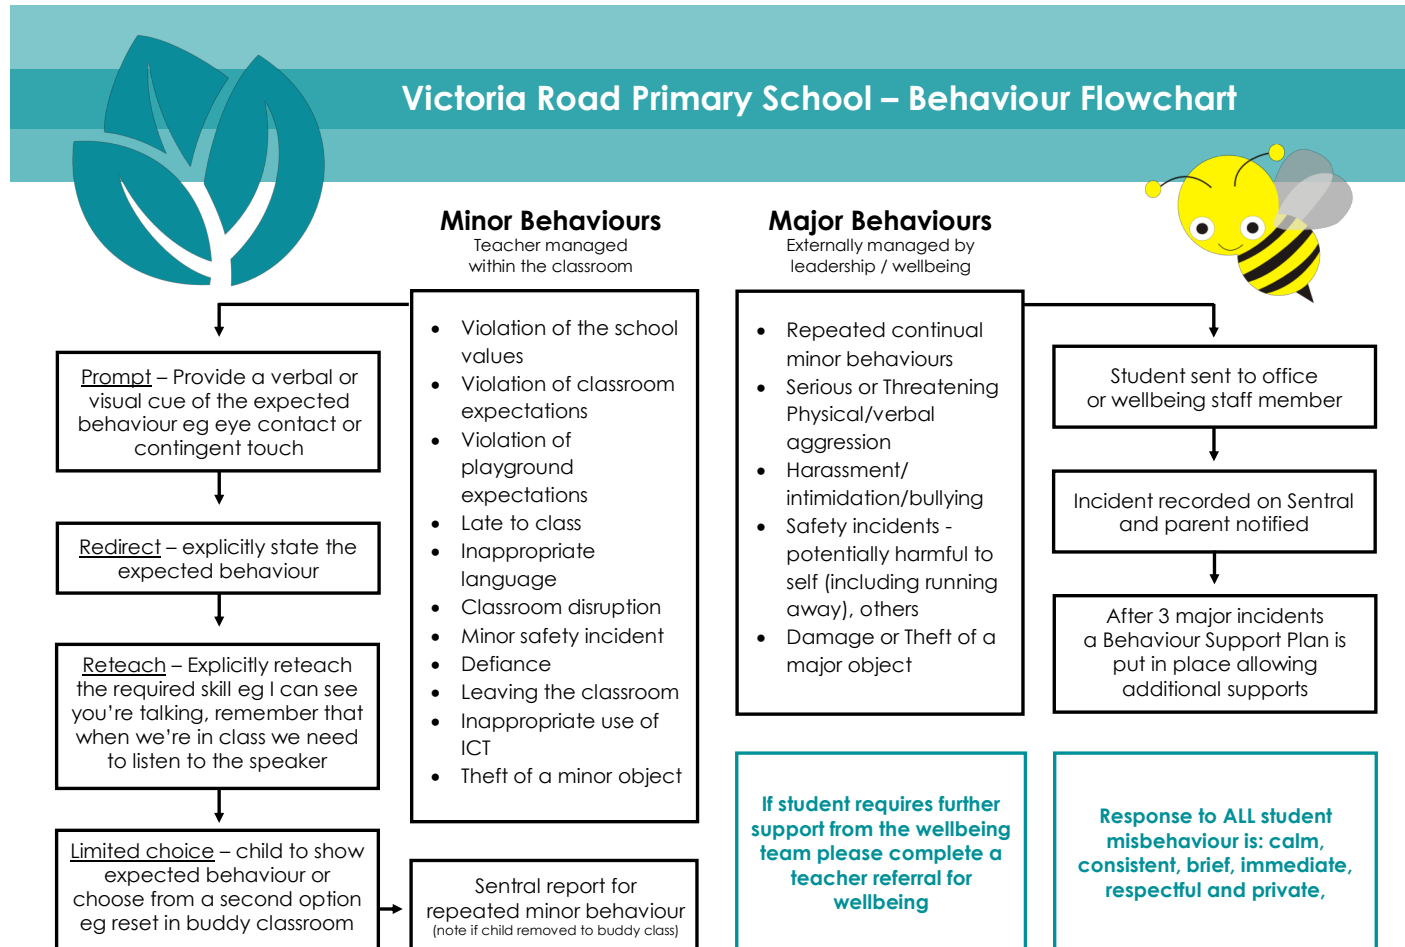 Victoria Road Primary School – Behaviour Flowchart
Minor Behaviours
Teacher managed
within the classroom
Major Behaviours
Externally managed by
leadership / wellbeing
Prompt – Provide a verbal or
visual cue of the expected
behaviour eg eye contact or
contingent touch
Redirect – explicitly state the
expected behaviour
Reteach – Explicitly reteach
the required skill eg I can see
you're talking, remember that
when we're in class we need
to listen to the speaker
Limited choice – child to show
expected behaviour or
choose from a second option
eg reset in buddy classroom
• Violation of the school
values
• Violation of classroom
expectations
• Violation of
playground
expectations
• Late to class
• Inappropriate
language
• Classroom disruption
• Minor safety incident
• Defiance
• Leaving the classroom
• Inappropriate use of
ICT
• Theft of a minor object
Sentral report for
repeated minor behaviour
(note if child removed to buddy class)
• Repeated continual
minor behaviours
• Serious or Threatening
Physical/verbal
aggression
• Harassment/
intimidation/bullying
• Safety incidents -
potentially harmful to
self (including running
away), others
• Damage or Theft of a
major object
Student sent to office
or wellbeing staff member
Incident recorded on Sentral
and parent notified
After 3 major incidents
a Behaviour Support Plan is
put in place allowing
additional supports
If student requires further
support from the wellbeing
team please complete a
teacher referral for
wellbeing
Response to ALL student
misbehaviour is: calm,
consistent, brief, immediate,
respectful and private,